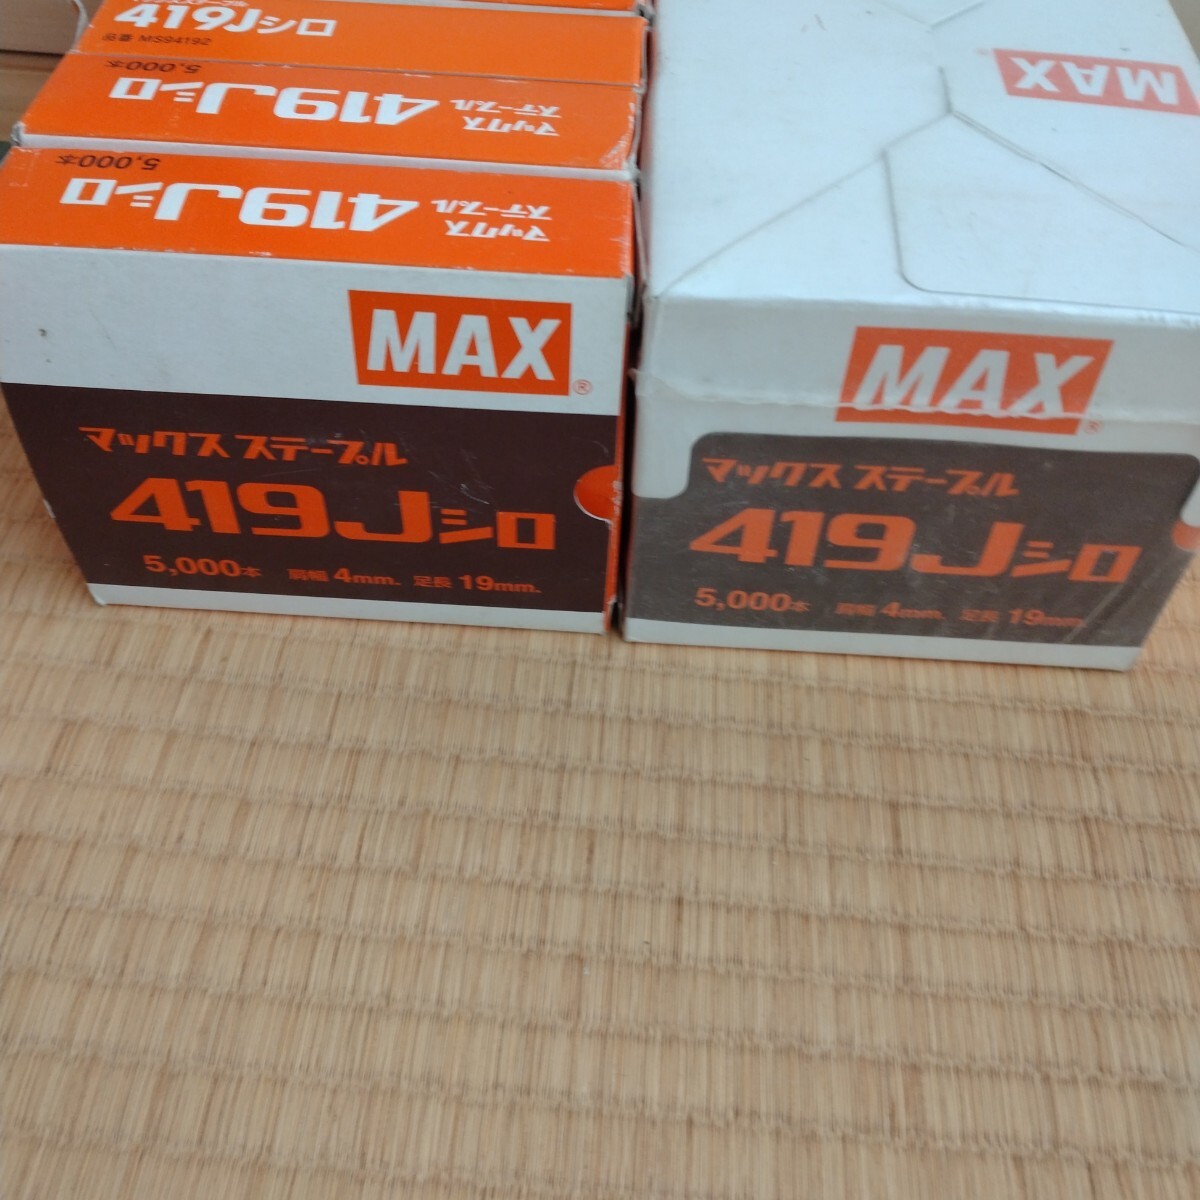 419Jシロ
品番 MS94192
5,000本
マックス
ステープル
419Jシロ
5,000本
マックス
ステープル
419Jシロ
MAX®
マックス ステープル
419Jシロ
5,000本 肩幅 4mm. 足長 19mm.
MAX®
MAX®
マックス ステープル
419Jシロ
5,000本 肩幅 4mm. 足長 19mm.